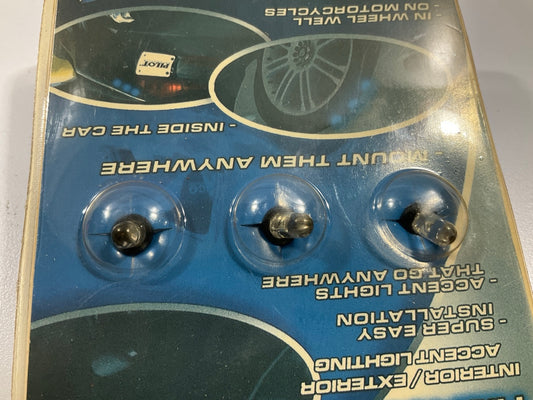 INTERIOR/EXTERIOR
ACCENT LIGHTING
- SUPER EASY
INSTALLATION
- ACCENT LIGHTS
THAT GO ANYWHERE
- MOUNT THEM ANYWHERE
- INSIDE THE CAR
PILOT
- IN WHEEL WELL
- ON MOTORCYCLES